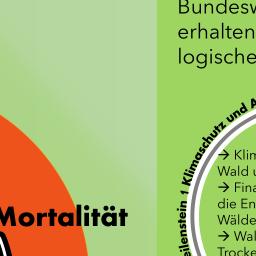 Bundesw
erhalten
logische
eilenstein 1 Klimaschutz und A
→ Klim
Wald u
→ Fina
die En
Wälde
→ Wal
Trocke
Mortalität